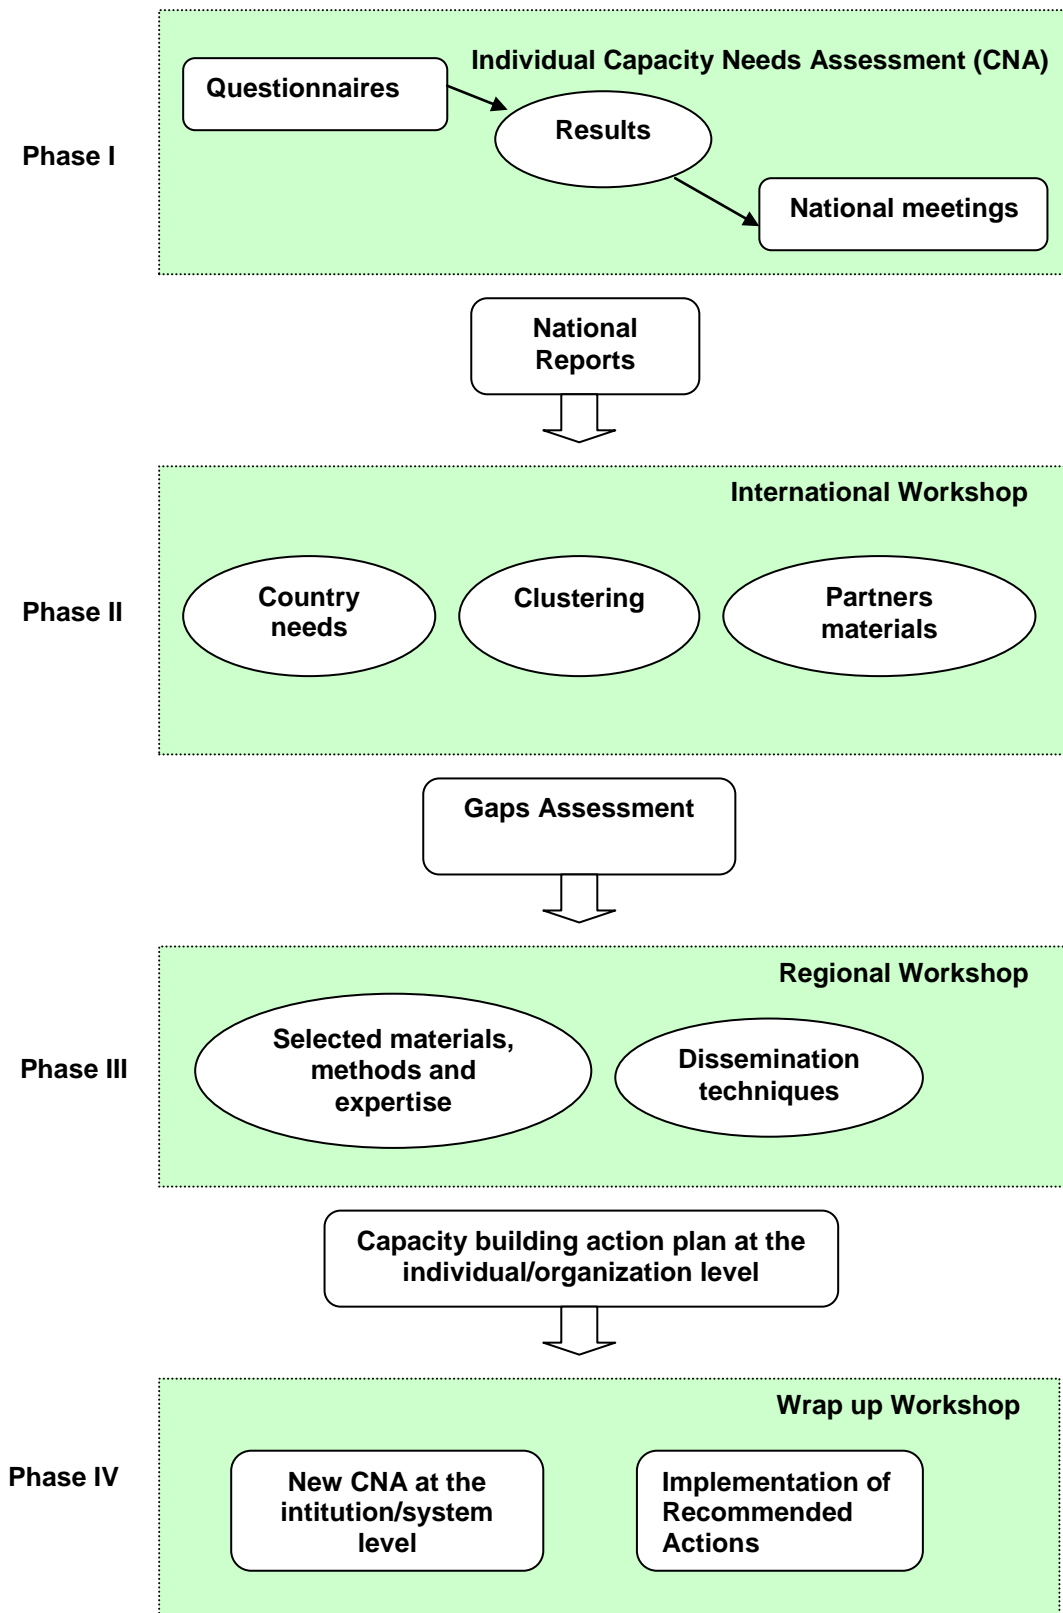 Individual Capacity Needs Assessment (CNA)
Questionnaires
Results
Phase I
National meetings
National
Reports
International Workshop
Phase II
Country
needs
Clustering
Partners
materials
Gaps Assessment
Regional Workshop
Phase III
Selected materials,
methods and
expertise
Dissemination
techniques
Capacity building action plan at the
individual/organization level
Wrap up Workshop
Phase IV
New CNA at the
intitution/system
level
Implementation of
Recommended
Actions